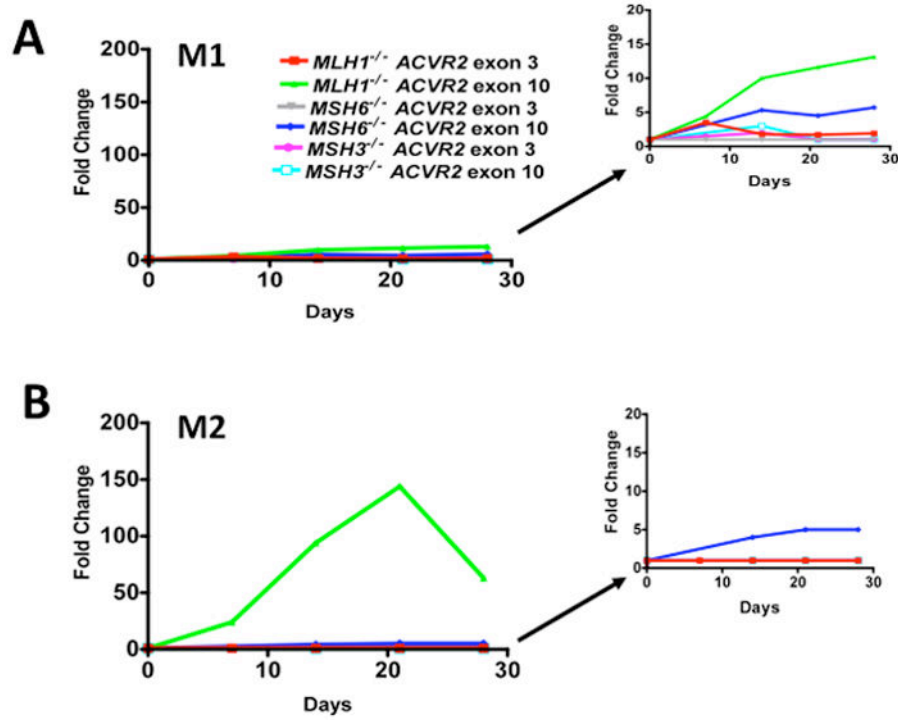 A
M1
200
150
100
50
0
Fold Change
0 10 20 30
Days
MLH1-/- ACVR2 exon 3
MLH1-/- ACVR2 exon 10
MSH6-/- ACVR2 exon 3
MSH6-/- ACVR2 exon 10
MSH3-/- ACVR2 exon 3
MSH3-/- ACVR2 exon 10
20
15
10
5
0
Fold Change
0 10 20 30
Days
B
M2
200
150
100
50
0
Fold Change
0 10 20 30
Days
20
15
10
5
0
Fold Change
0 10 20 30
Days